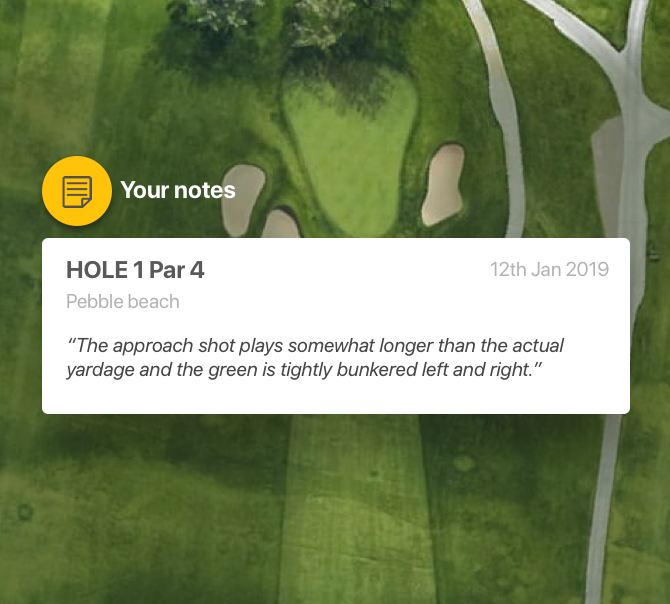 Your notes
HOLE 1 Par 4
12th Jan 2019
Pebble beach
“The approach shot plays somewhat longer than the actual
yardage and the green is tightly bunkered left and right.”